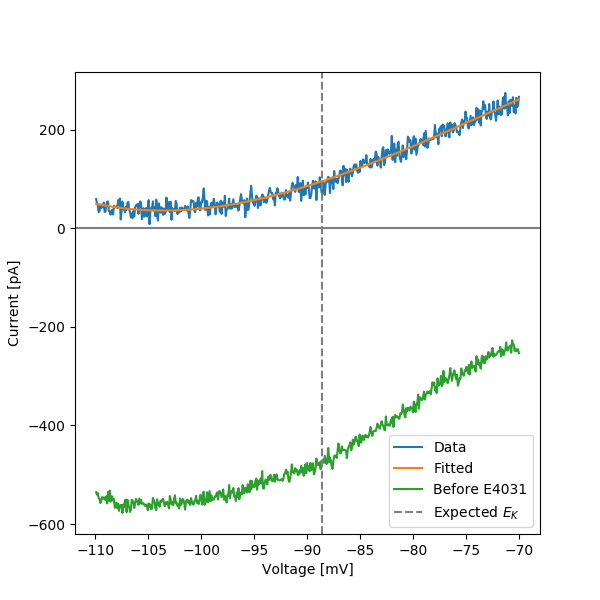 200
0
−200
−400
−600
Current [pA]
Data
Fitted
Before E4031
Expected E_K
−110 −105 −100 −95 −90 −85 −80 −75 −70
Voltage [mV]